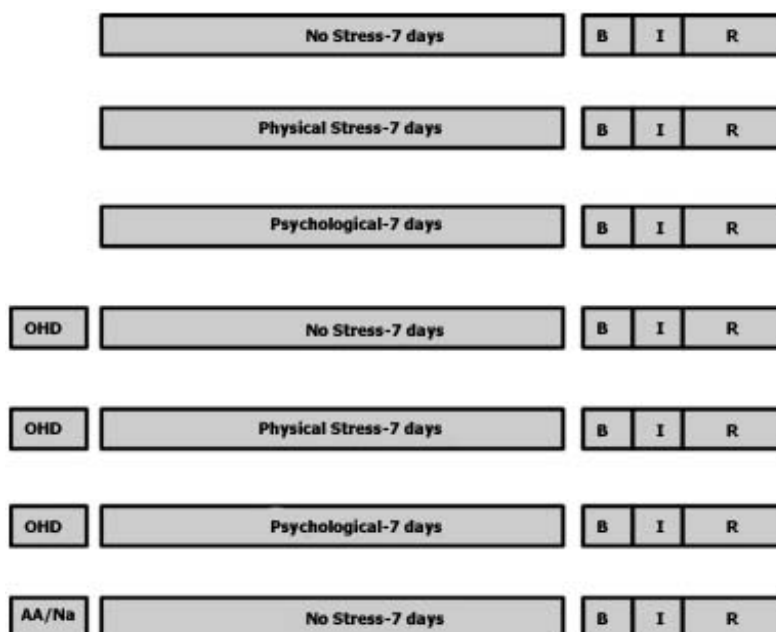 No Stress-7 days B I R
Physical Stress-7 days B I R
Psychological-7 days B I R
OHD No Stress-7 days B I R
OHD Physical Stress-7 days B I R
OHD Psychological-7 days B I R
AA/Na No Stress-7 days B I R